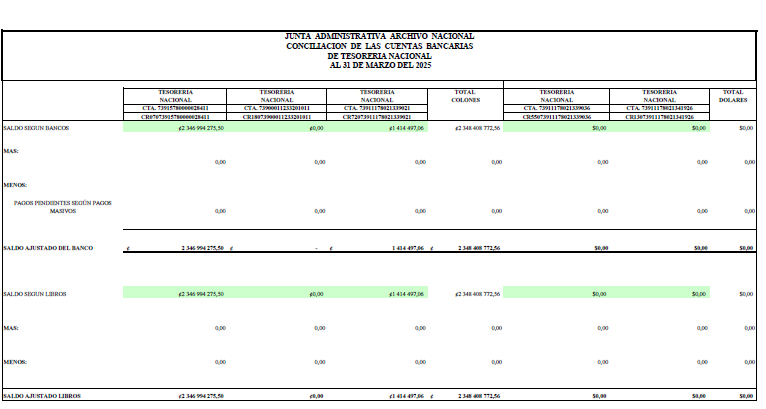 JUNTA ADMINISTRATIVA ARCHIVO NACIONAL
CONCILIACION DE LAS CUENTAS BANCARIAS
DE TESORERIA NACIONAL
AL 31 DE MARZO DEL 2025
TESORERIA TESORERIA TESORERIA TOTAL TESORERIA TESORERIA TOTAL
NACIONAL NACIONAL NACIONAL COLONES NACIONAL NACIONAL DOLARES
CTA. 73915780000028411 CTA. 73900011233201011 CTA. 73911178021339021 CTA. 73911178021339036 CTA. 73911178021341926
CR07073915780000028411 CR18073900011233201011 CR72073911178021339021 CR55073911178021339036 CR13073911178021341926
SALDO SEGUN BANCOS ¢2 346 994 275,50 ¢0,00 ¢1 414 497,06 ¢2 348 408 772,56 $0,00 $0,00 $0,00
MAS:
0,00 0,00 0,00 0,00 0,00 0,00 0,00
MENOS:
PAGOS PENDIENTES SEGÚN PAGOS
MASIVOS 0,00 0,00 0,00 0,00 0,00 0,00 0,00
SALDO AJUSTADO DEL BANCO ¢ 2 346 994 275,50 ¢ - ¢ 1 414 497,06 ¢ 2 348 408 772,56 $0,00 $0,00 $0,00
SALDO SEGUN LIBROS ¢2 346 994 275,50 ¢0,00 ¢1 414 497,06 ¢2 348 408 772,56 $0,00 $0,00 $0,00
MAS: 0,00 0,00 0,00 0,00 0,00 0,00 0,00
MENOS: 0,00 0,00 0,00 0,00 0,00 0,00 0,00
SALDO AJUSTADO LIBROS ¢2 346 994 275,50 ¢0,00 ¢1 414 497,06 ¢ 2 348 408 772,56 $0,00 $0,00 $0,00